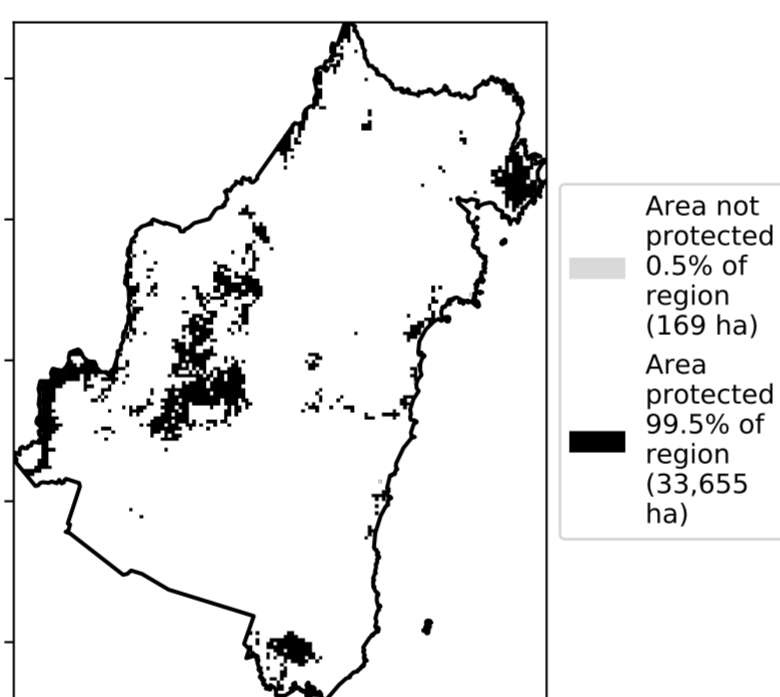 Area not
protected
0.5% of
region
(169 ha)
Area
protected
99.5% of
region
(33,655
ha)